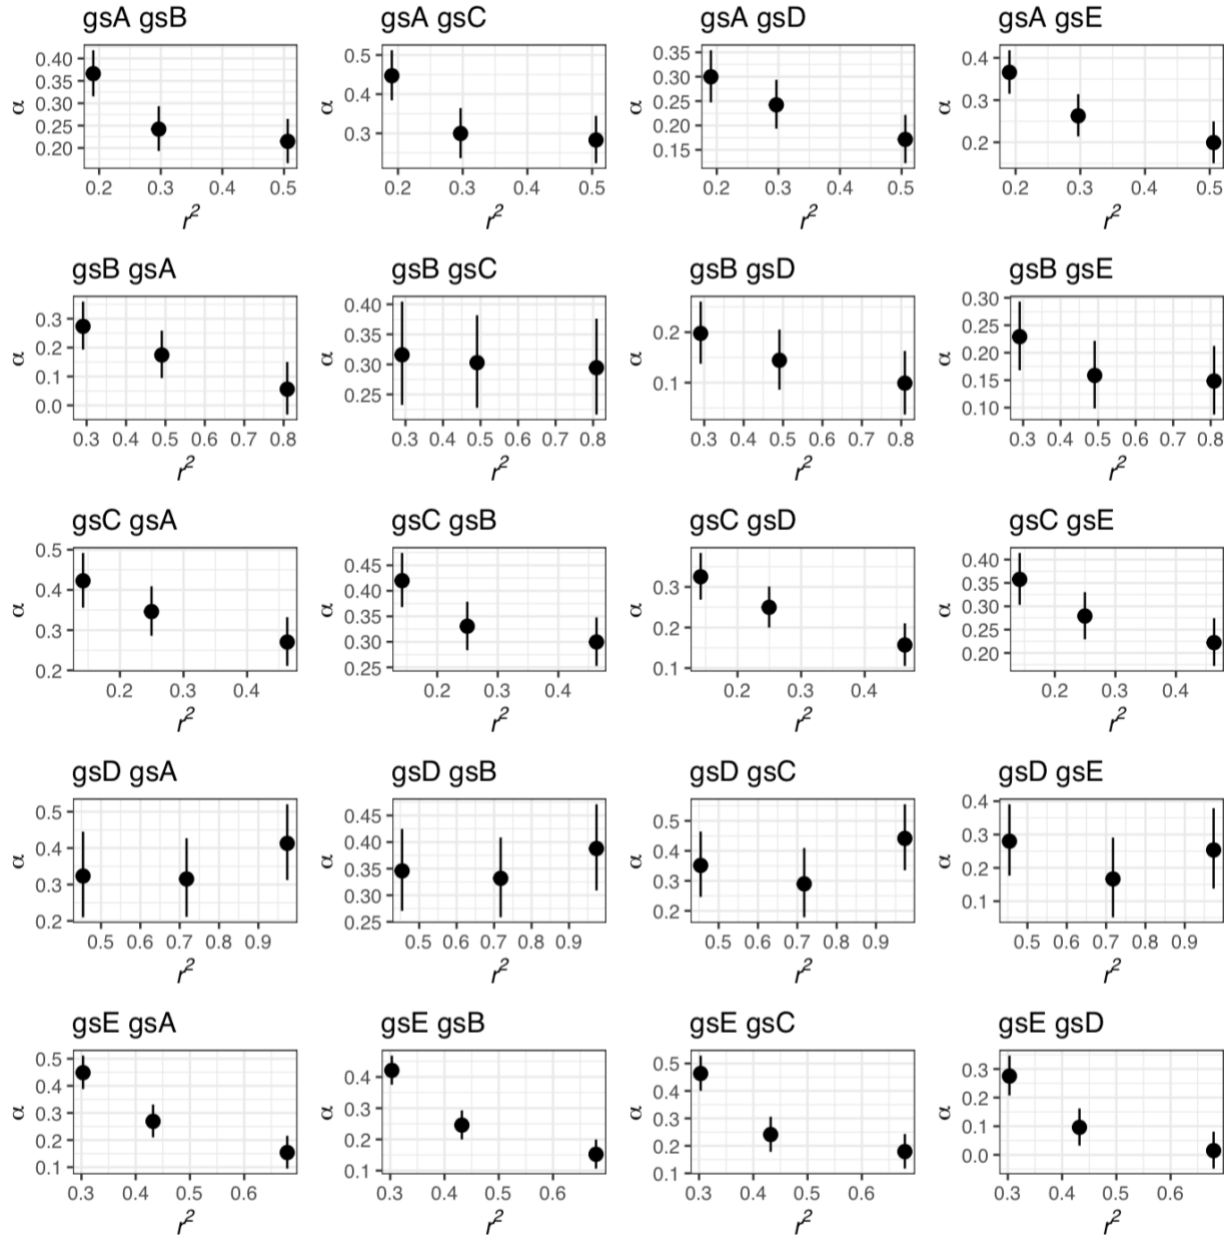 gsA gsB
gsA gsC
gsA gsD
gsA gsE
0.40
0.35
0.30
0.25
0.20
α
0.2 0.3 0.4 0.5
r²
0.5
0.4
0.3
α
0.2 0.3 0.4 0.5
r²
0.35
0.30
0.25
0.20
0.15
α
0.2 0.3 0.4 0.5
r²
0.4
0.3
0.2
α
0.2 0.3 0.4 0.5
r²
gsB gsA
gsB gsC
gsB gsD
gsB gsE
0.3
0.2
0.1
0.0
α
0.3 0.4 0.5 0.6 0.7 0.8
r²
0.40
0.35
0.30
0.25
α
0.3 0.4 0.5 0.6 0.7 0.8
r²
0.2
0.1
α
0.3 0.4 0.5 0.6 0.7 0.8
r²
0.30
0.25
0.20
0.15
0.10
α
0.3 0.4 0.5 0.6 0.7 0.8
r²
gsC gsA
gsC gsB
gsC gsD
gsC gsE
0.5
0.4
0.3
0.2
α
0.2 0.3 0.4
r²
0.45
0.40
0.35
0.30
0.25
α
0.2 0.3 0.4
r²
0.3
0.2
0.1
α
0.2 0.3 0.4
r²
0.40
0.35
0.30
0.25
0.20
α
0.2 0.3 0.4
r²
gsD gsA
gsD gsB
gsD gsC
gsD gsE
0.5
0.4
0.3
0.2
α
0.5 0.6 0.7 0.8 0.9
r²
0.45
0.40
0.35
0.30
0.25
α
0.5 0.6 0.7 0.8 0.9
r²
0.5
0.4
0.3
0.2
α
0.5 0.6 0.7 0.8 0.9
r²
0.4
0.3
0.2
0.1
α
0.5 0.6 0.7 0.8 0.9
r²
gsE gsA
gsE gsB
gsE gsC
gsE gsD
0.5
0.4
0.3
0.2
0.1
α
0.3 0.4 0.5 0.6
r²
0.4
0.3
0.2
0.1
α
0.3 0.4 0.5 0.6
r²
0.5
0.4
0.3
0.2
0.1
α
0.3 0.4 0.5 0.6
r²
0.3
0.2
0.1
0.0
α
0.3 0.4 0.5 0.6
r²